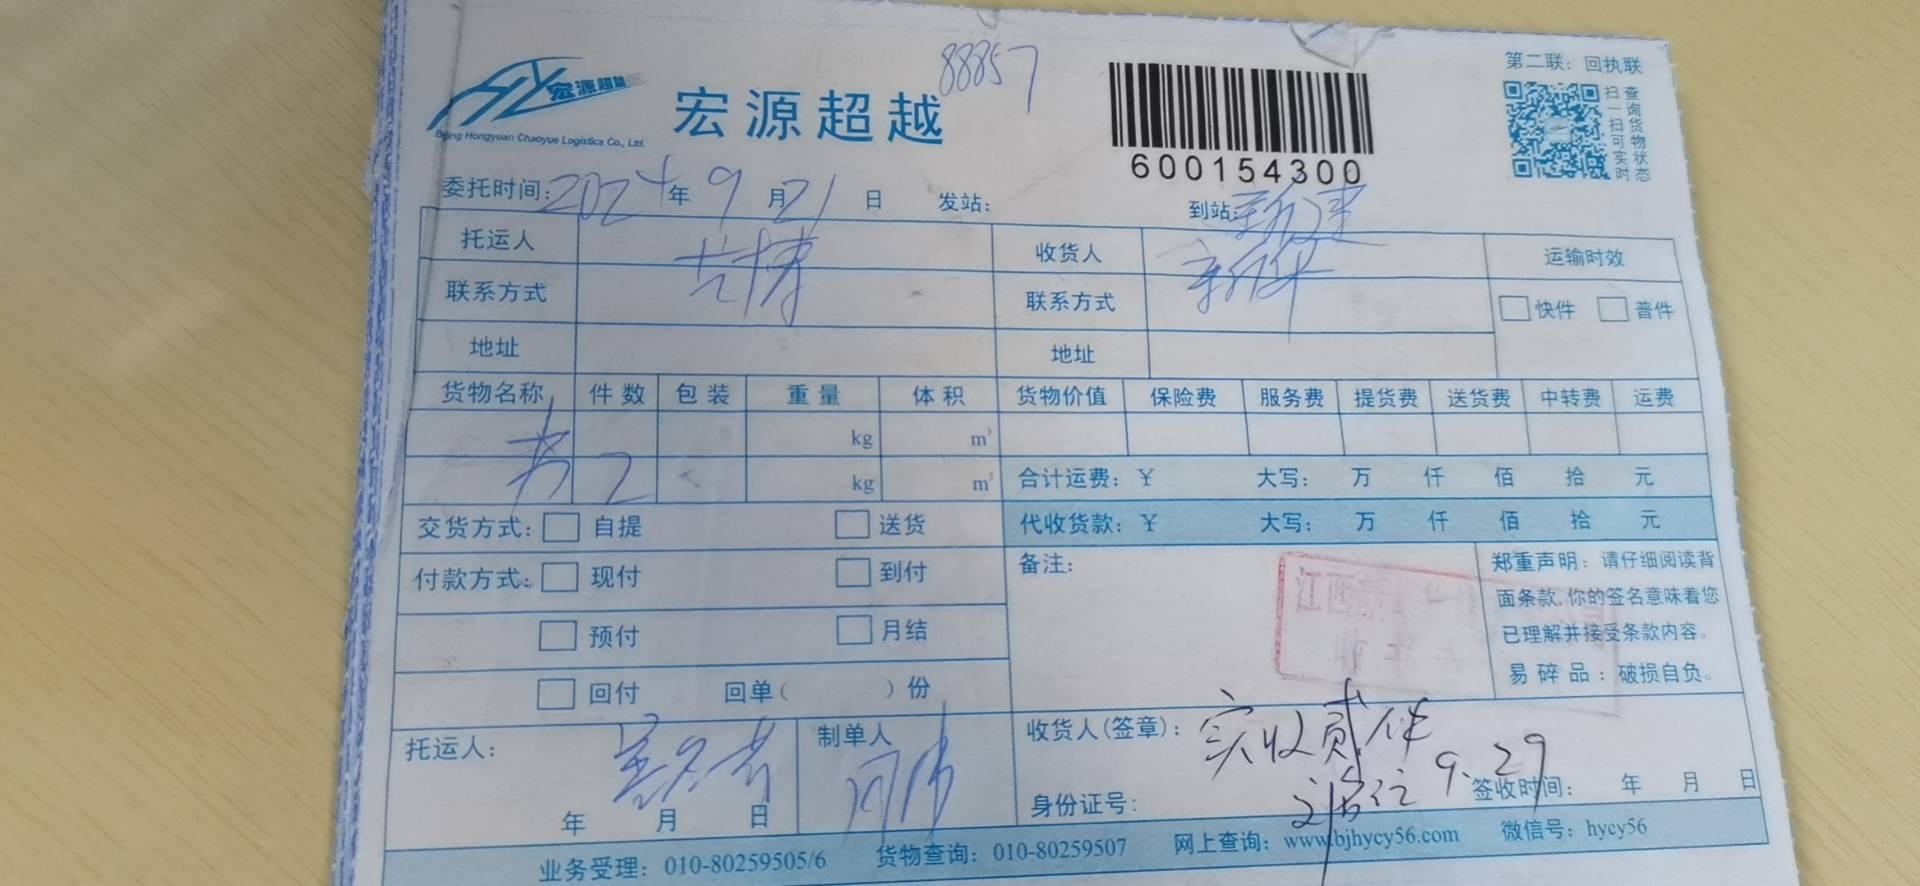 第二联：回执联
宏源超越
Beijing Hongyuan Chaoyue Logistics Co., Ltd.
宏源超越
88857
600154300
扫一扫可实时
查询货物状态
委托时间：2024年9月21日 发站： 到站：新疆
托运人 收货人 新华 运输时效
联系方式 联系方式 快件 普件
地址 地址
货物名称 件数 包装 重量 体积 货物价值 保险费 服务费 提货费 送货费 中转费 运费
kg m³
书 2 kg m³ 合计运费：￥ 大写： 万 仟 佰 拾 元
交货方式： 自提 送货 代收货款：￥ 大写： 万 仟 佰 拾 元
付款方式： 现付 到付 备注：
预付 月结
回付 回单（ ）份
郑重声明：请仔细阅读背
面条款,你的签名意味着您
已理解并接受条款内容。
易碎品：破损自负。
江西
托运人： 制单人 收货人(签章)：实收贰件
9.29
年 月 日 身份证号： 签收时间： 年 月 日
业务受理：010-80259505/6 货物查询：010-80259507 网上查询：www.bjhycy56.com 微信号：hycy56